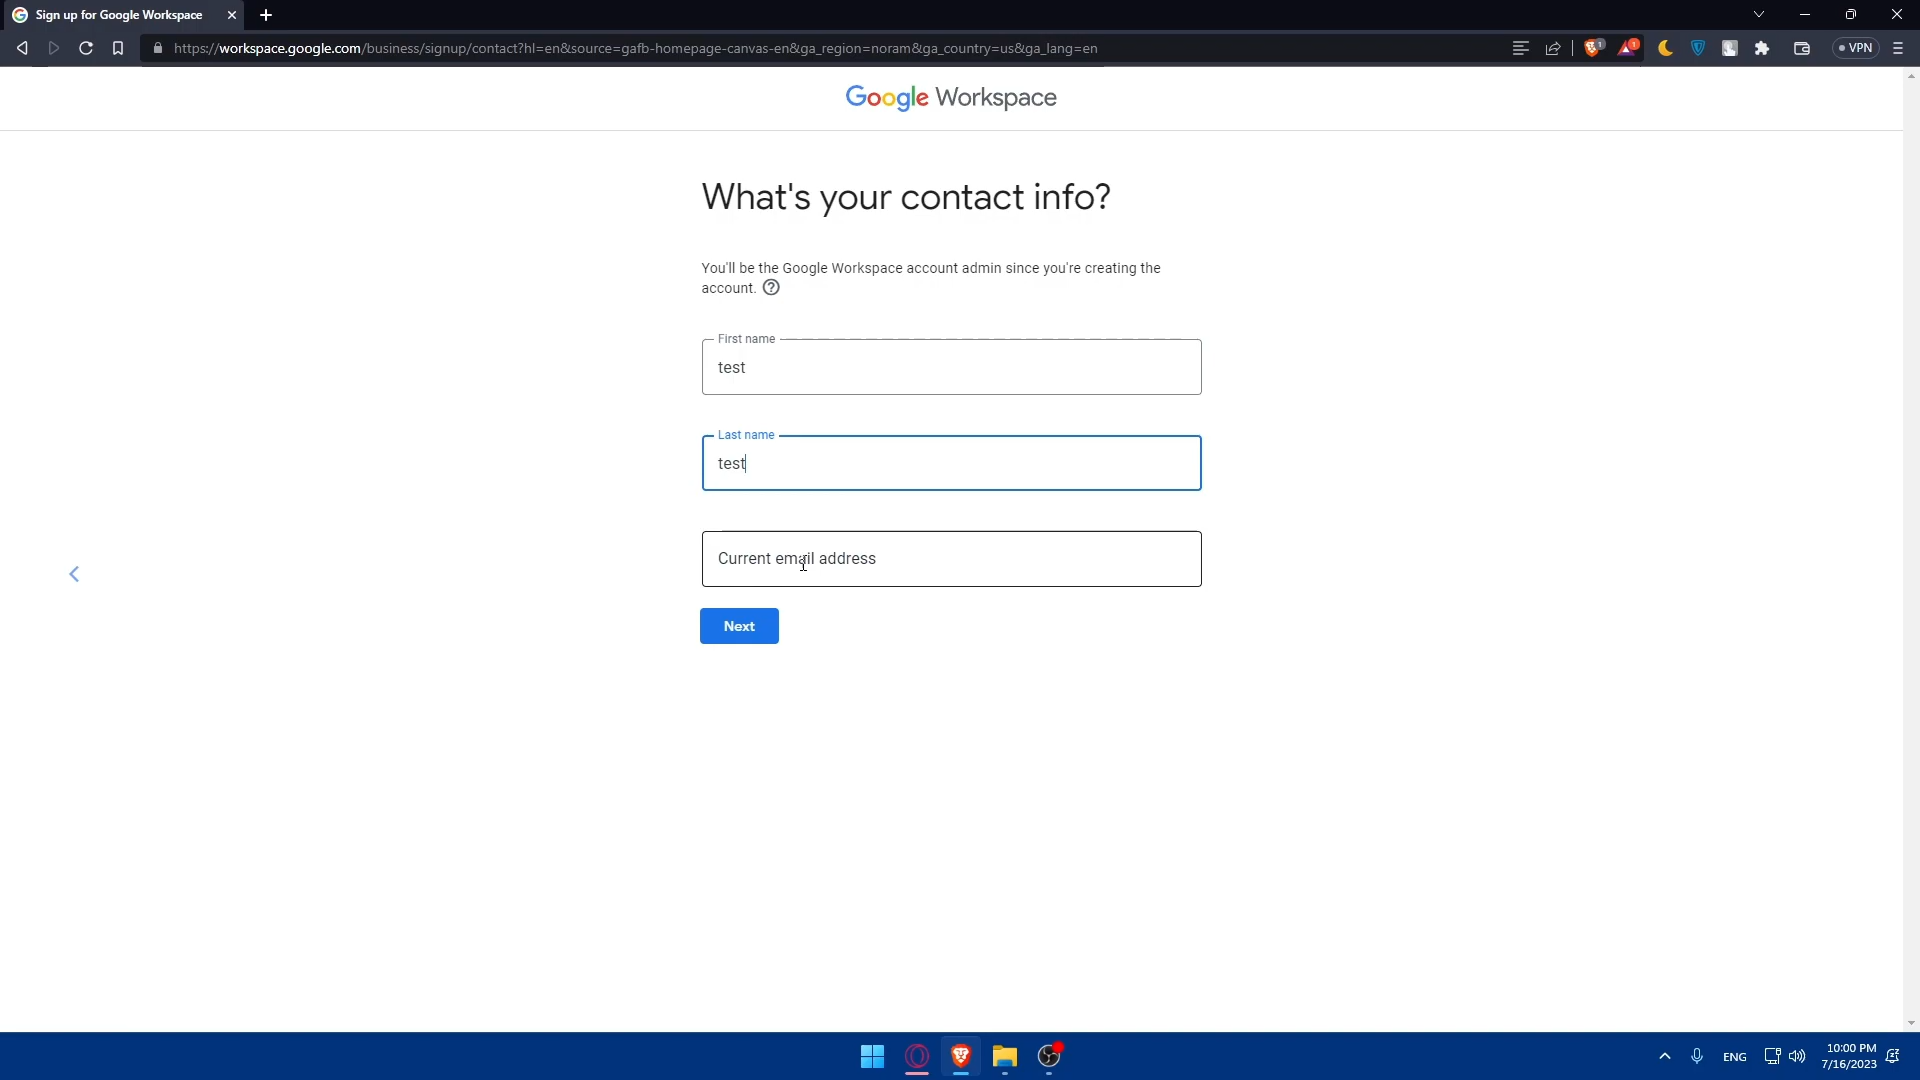 Sign up for Google Workspace
https://workspace.google.com/business/signup/contact?hl=en&source=gafb-homepage-canvas-en&ga_region=noram&ga_country=us&ga_lang=en
1
1
VPN
Google Workspace
What's your contact info?
You'll be the Google Workspace account admin since you're creating the
account.
First name
test
Last name
test
Current email address
Next
ENG
10:00 PM
7/16/2023